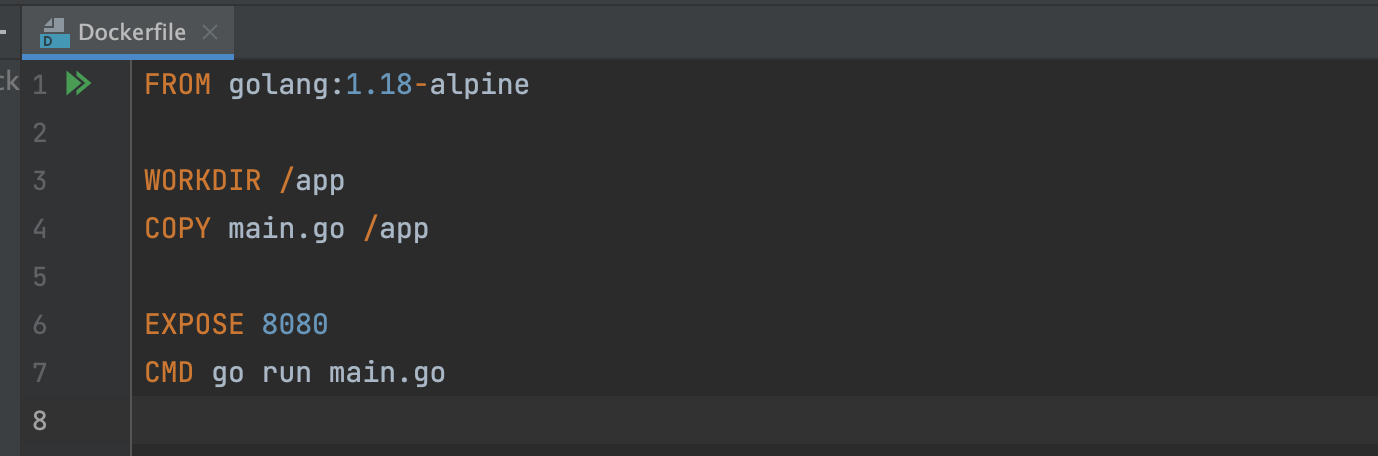 Dockerfile
ck
1 FROM golang:1.18-alpine
2
3 WORKDIR /app
4 COPY main.go /app
5
6 EXPOSE 8080
7 CMD go run main.go
8